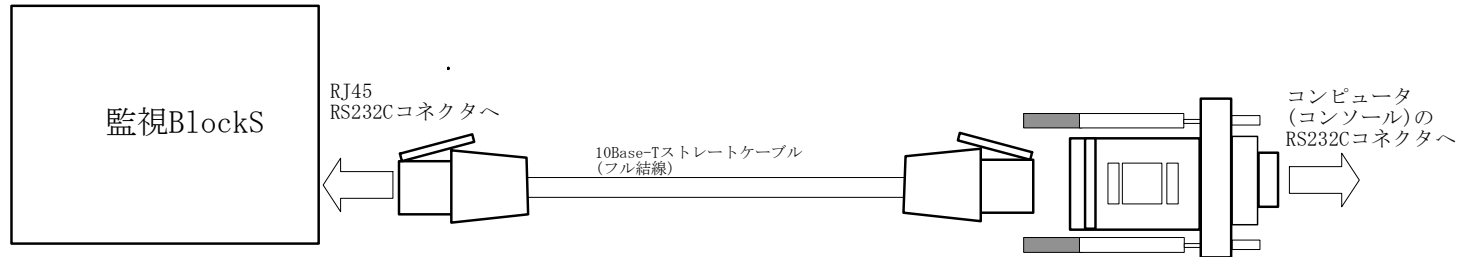 監視BlockS
RJ45
RS232Cコネクタへ
10Base-Tストレートケーブル
(フル結線)
コンピュータ
(コンソール)の
RS232Cコネクタへ